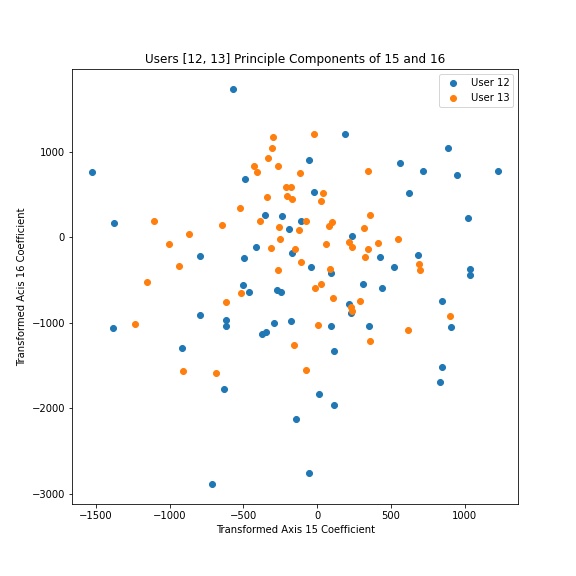 Users [12, 13] Principle Components of 15 and 16
User 12
User 13
Transformed Acis 16 Coefficient
1000
0
−1000
−2000
−3000
−1500 −1000 −500 0 500 1000
Transformed Axis 15 Coefficient